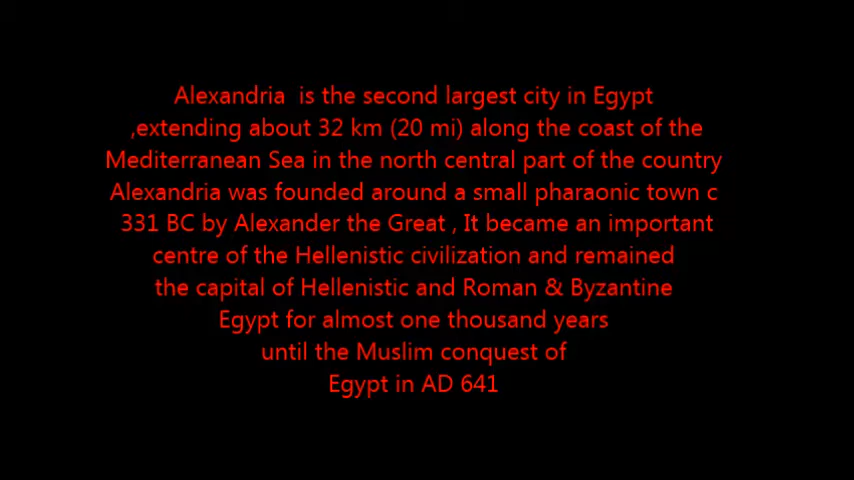 Alexandria  is the second largest city in Egypt
,extending about 32 km (20 mi) along the coast of the
Mediterranean Sea in the north central part of the country
Alexandria was founded around a small pharaonic town c
331 BC by Alexander the Great , It became an important
centre of the Hellenistic civilization and remained
the capital of Hellenistic and Roman & Byzantine
Egypt for almost one thousand years
until the Muslim conquest of
Egypt in AD 641